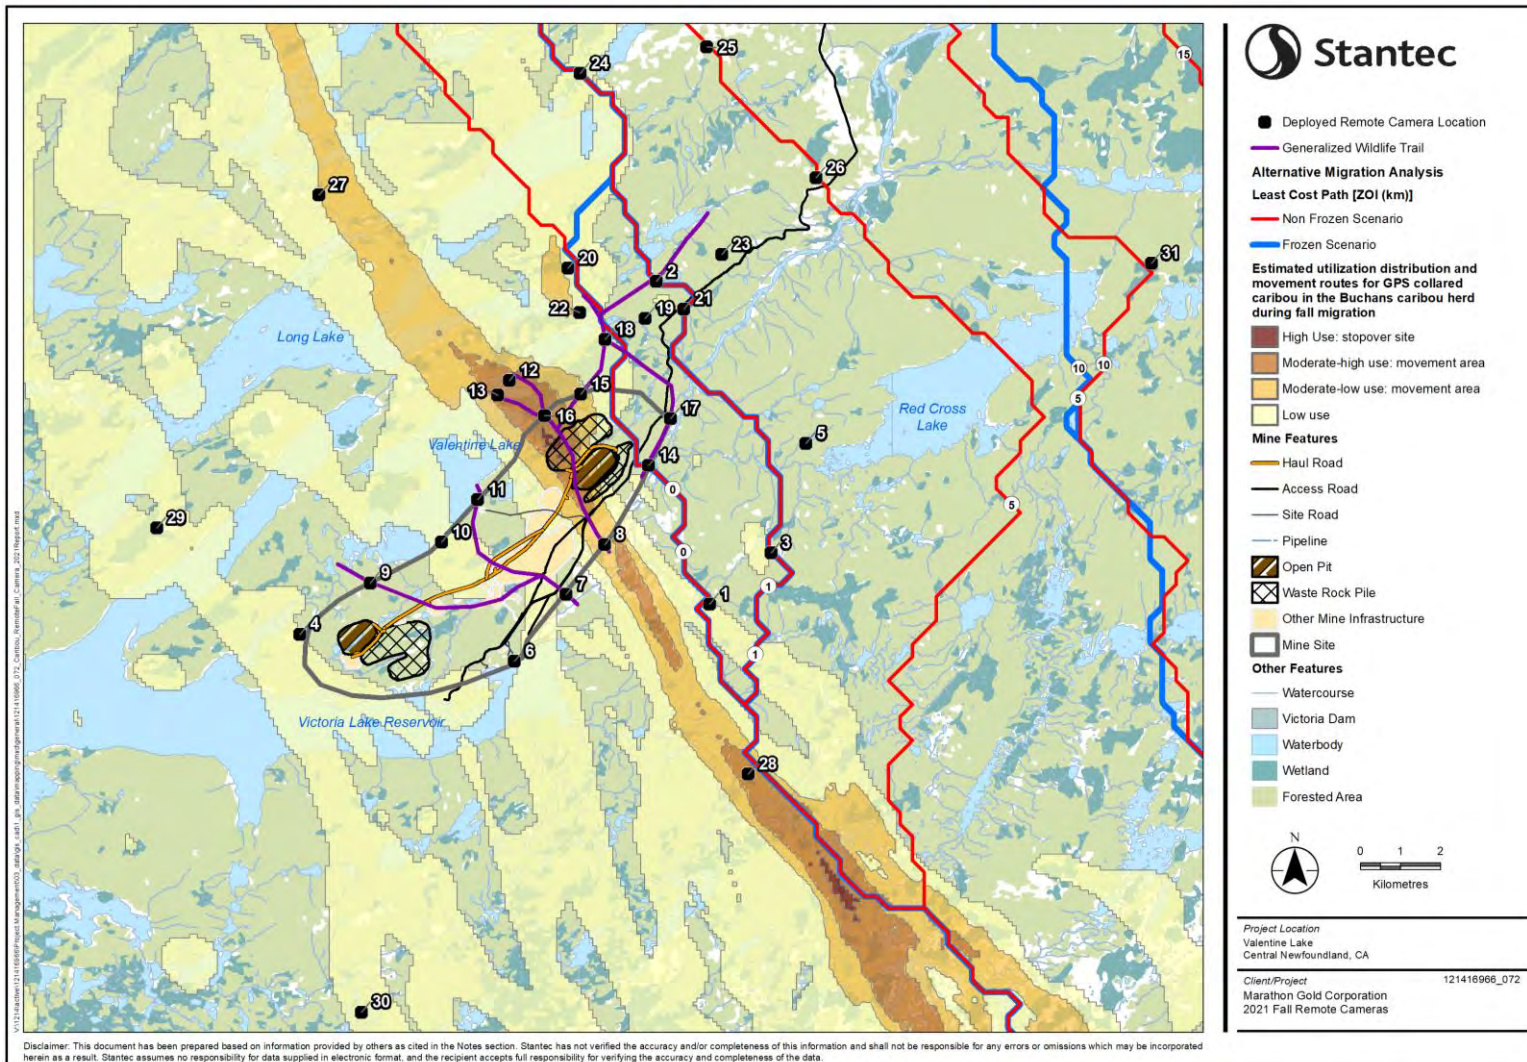 24
25
15
26
27
23
31
20
2
22
19
21
Long Lake
18
10
10
12
13
15
5
16
17
Red Cross
Lake
5
Valentine Lake
14
11
0
5
29
10
8
0
3
9
7
1
1
4
6
1
Victoria Lake Reservoir
28
30
Stantec
Deployed Remote Camera Location
Generalized Wildlife Trail
Alternative Migration Analysis
Least Cost Path [ZOI (km)]
Non Frozen Scenario
Frozen Scenario
Estimated utilization distribution and
movement routes for GPS collared
caribou in the Buchans caribou herd
during fall migration
High Use: stopover site
Moderate-high use: movement area
Moderate-low use: movement area
Low use
Mine Features
Haul Road
Access Road
Site Road
Pipeline
Open Pit
Waste Rock Pile
Other Mine Infrastructure
Mine Site
Other Features
Watercourse
Victoria Dam
Waterbody
Wetland
Forested Area
N
0 1 2
Kilometres
Project Location
Valentine Lake
Central Newfoundland, CA
Client/Project 121416966_072
Marathon Gold Corporation
2021 Fall Remote Cameras
Disclaimer: This document has been prepared based on information provided by others as cited in the Notes section. Stantec has not verified the accuracy and/or completeness of this information and shall not be responsible for any errors or omissions which may be incorporated
herein as a result. Stantec assumes no responsibility for data supplied in electronic format, and the recipient accepts full responsibility for verifying the accuracy and completeness of the data.